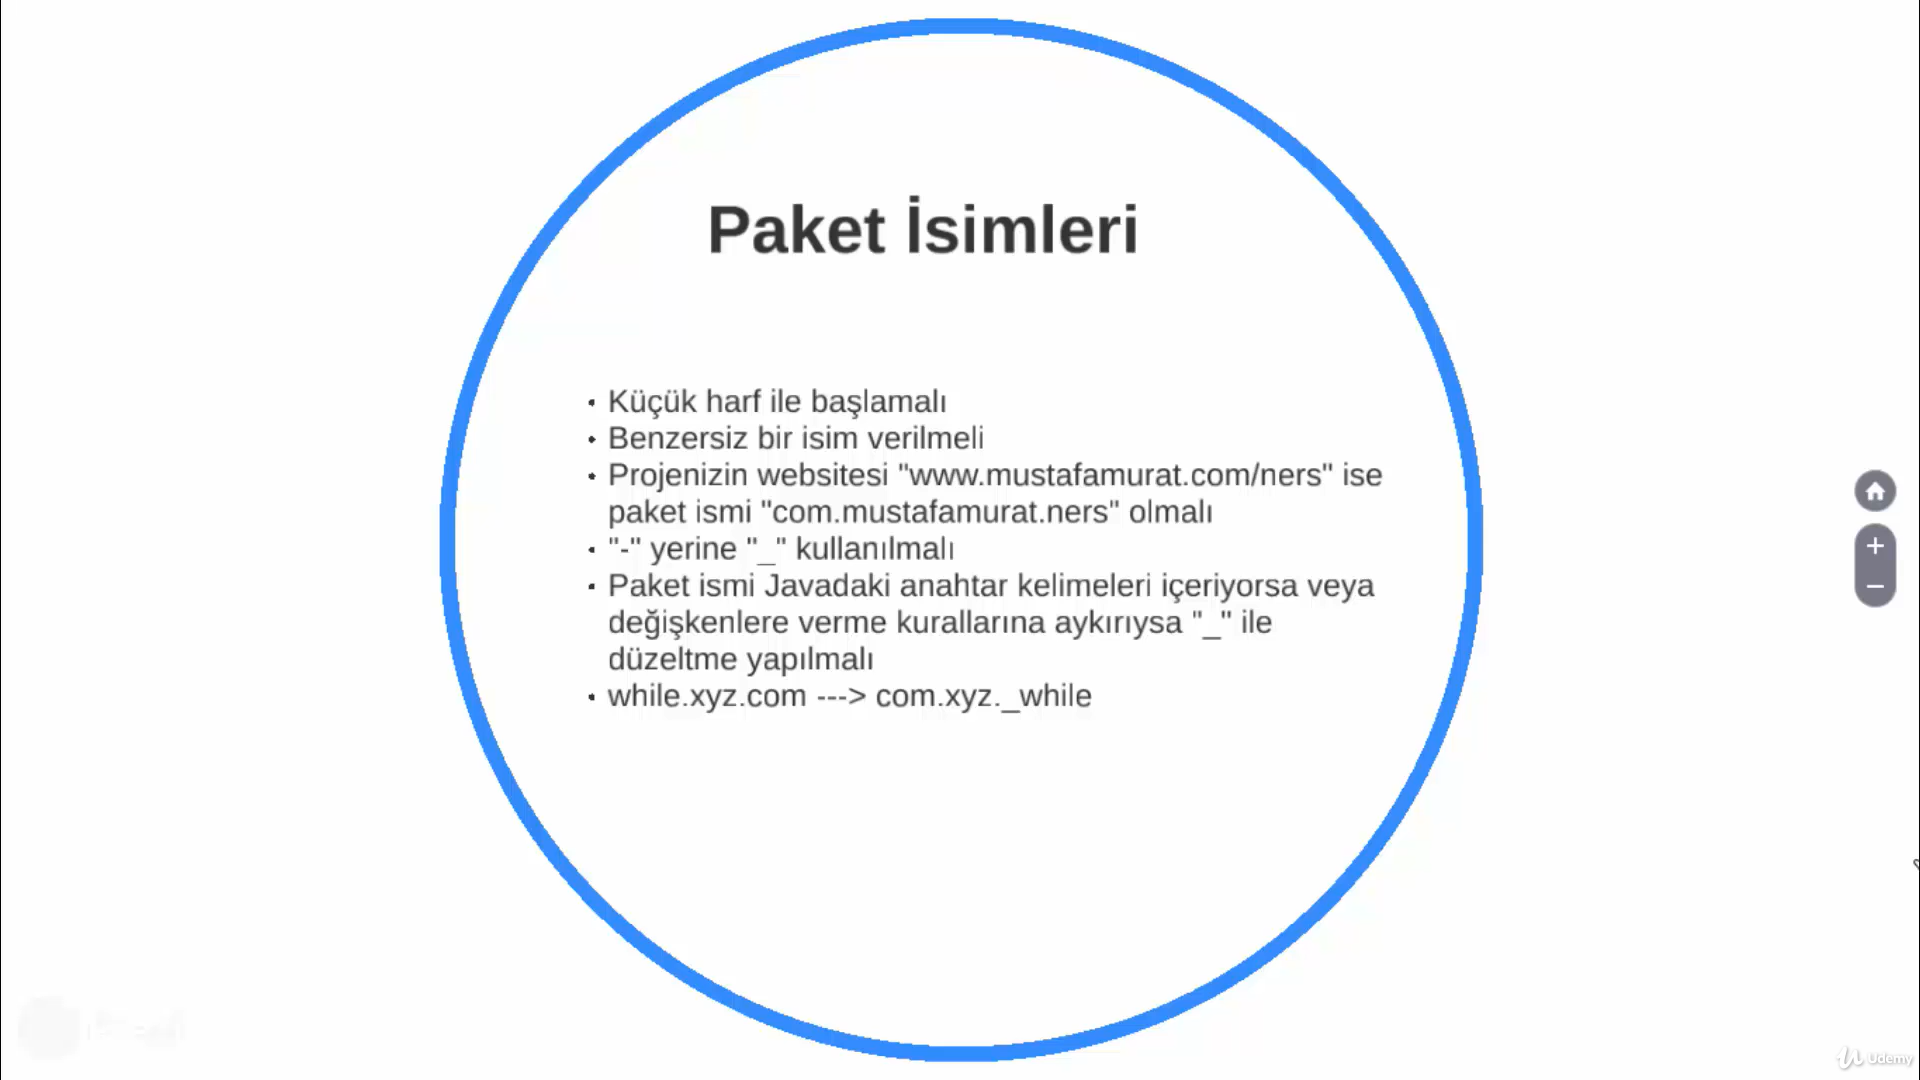 Paket İsimleri
• Küçük harf ile başlamalı
• Benzersiz bir isim verilmeli
• Projenizin websitesi "www.mustafamurat.com/ners" ise
paket ismi "com.mustafamurat.ners" olmalı
• "-" yerine "_" kullanılmalı
• Paket ismi Javadaki anahtar kelimeleri içeriyorsa veya
değişkenlere verme kurallarına aykırıysa "_" ile
düzeltme yapılmalı
• while.xyz.com ---> com.xyz._while
+
−
Udemy